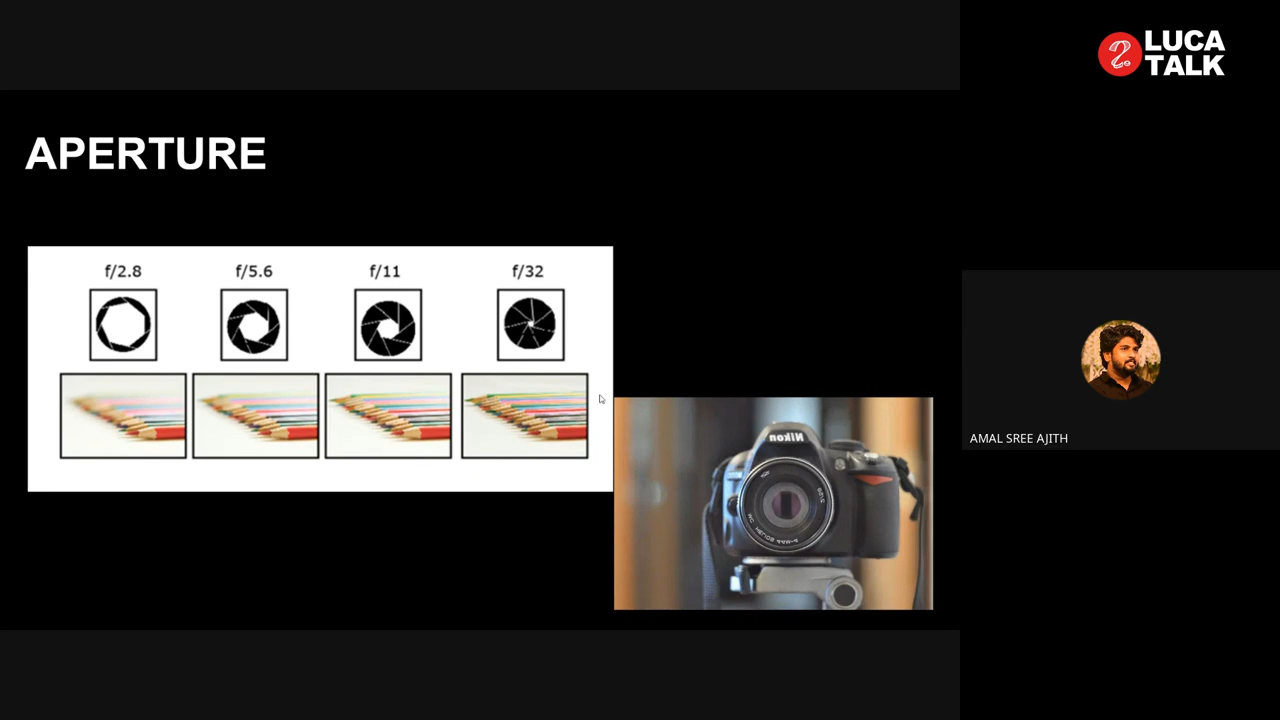 LUCA
TALK
APERTURE
f/2.8 f/5.6 f/11 f/32
Nikon
AMAL SREE AJITH